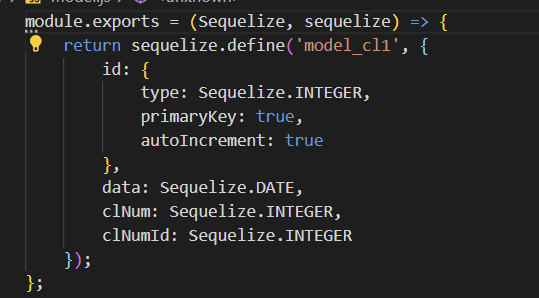 module.exports = (Sequelize, sequelize) => {
    return sequelize.define('model_cl1', {
        id: {
            type: Sequelize.INTEGER,
            primaryKey: true,
            autoIncrement: true
        },
        data: Sequelize.DATE,
        clNum: Sequelize.INTEGER,
        clNumId: Sequelize.INTEGER
    });
};